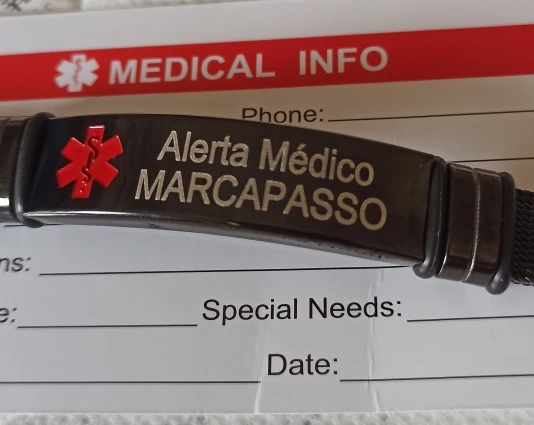 MEDICAL INFO
Phone:
Alerta Médico
MARCAPASSO
Special Needs:
Date: